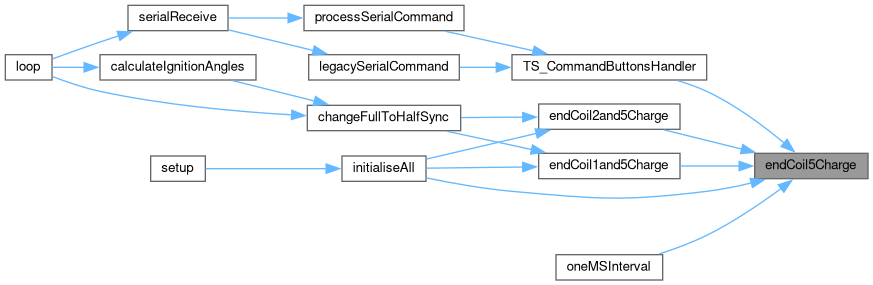 serialReceive
processSerialCommand
loop
calculateIgnitionAngles
legacySerialCommand
TS_CommandButtonsHandler
changeFullToHalfSync
endCoil2and5Charge
setup
initialiseAll
endCoil1and5Charge
endCoil5Charge
oneMSInterval